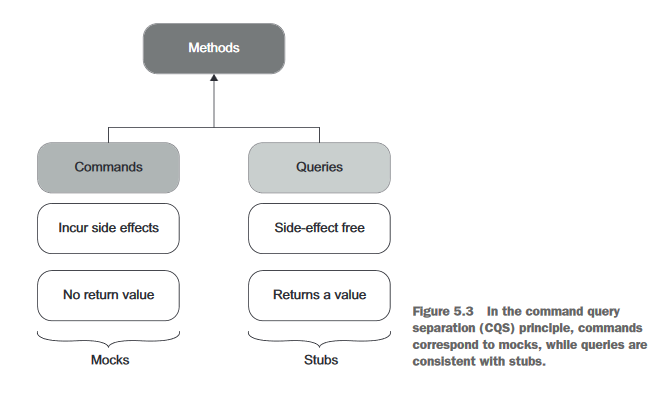 Methods
Commands
Queries
Incur side effects
Side-effect free
No return value
Returns a value
Mocks
Stubs
Figure 5.3 In the command query
separation (CQS) principle, commands
correspond to mocks, while queries are
consistent with stubs.